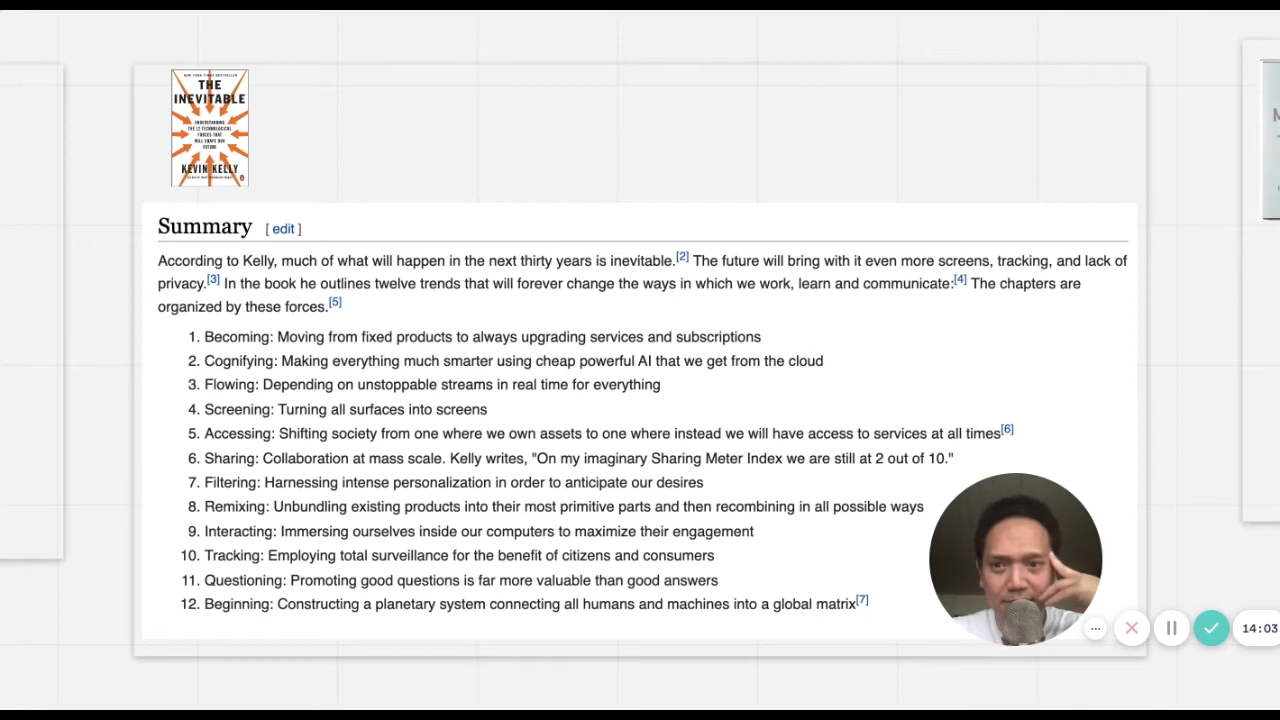 THE
INEVITABLE
UNDERSTANDING
THE 12 TECHNOLOGICAL
FORCES THAT
WILL SHAPE OUR
FUTURE
KEVIN KELLY
Summary [ edit ]
According to Kelly, much of what will happen in the next thirty years is inevitable.[2] The future will bring with it even more screens, tracking, and lack of
privacy.[3] In the book he outlines twelve trends that will forever change the ways in which we work, learn and communicate:[4] The chapters are
organized by these forces.[5]
1. Becoming: Moving from fixed products to always upgrading services and subscriptions
2. Cognifying: Making everything much smarter using cheap powerful AI that we get from the cloud
3. Flowing: Depending on unstoppable streams in real time for everything
4. Screening: Turning all surfaces into screens
5. Accessing: Shifting society from one where we own assets to one where instead we will have access to services at all times[6]
6. Sharing: Collaboration at mass scale. Kelly writes, "On my imaginary Sharing Meter Index we are still at 2 out of 10."
7. Filtering: Harnessing intense personalization in order to anticipate our desires
8. Remixing: Unbundling existing products into their most primitive parts and then recombining in all possible ways
9. Interacting: Immersing ourselves inside our computers to maximize their engagement
10. Tracking: Employing total surveillance for the benefit of citizens and consumers
11. Questioning: Promoting good questions is far more valuable than good answers
12. Beginning: Constructing a planetary system connecting all humans and machines into a global matrix[7]
14:03